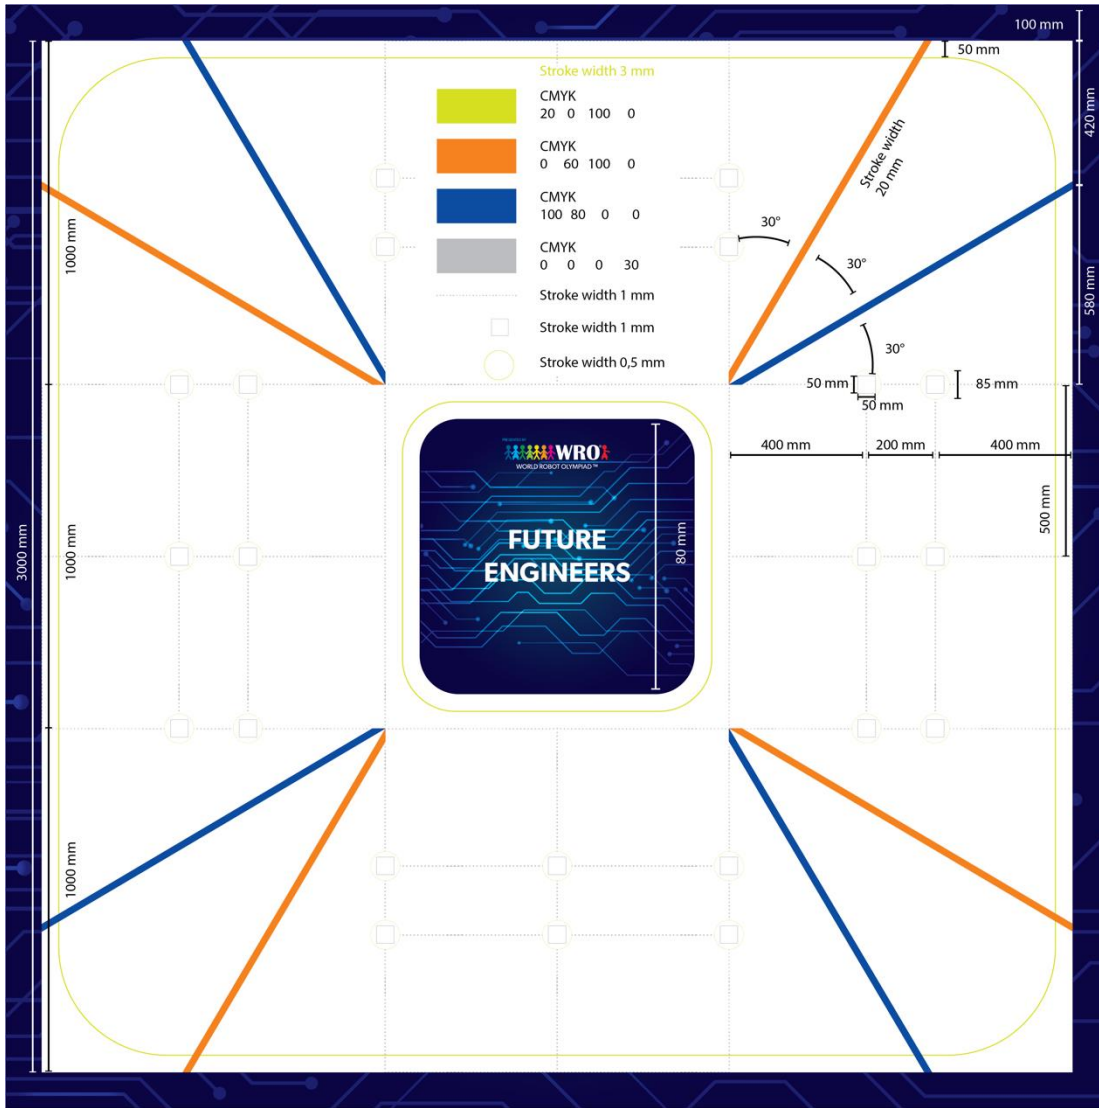 100 mm
50 mm
Stroke width 3 mm
CMYK
20 0 100 0
CMYK
0 60 100 0
CMYK
100 80 0 0
CMYK
0 0 0 30
Stroke width 1 mm
Stroke width 1 mm
Stroke width 0,5 mm
Stroke width
20 mm
30°
30°
30°
420 mm
580 mm
1000 mm
50 mm
50 mm
85 mm
400 mm
200 mm
400 mm
500 mm
3000 mm
1000 mm
PRESENTED BY
WRO®
WORLD ROBOT OLYMPIAD ™
FUTURE
ENGINEERS
80 mm
1000 mm